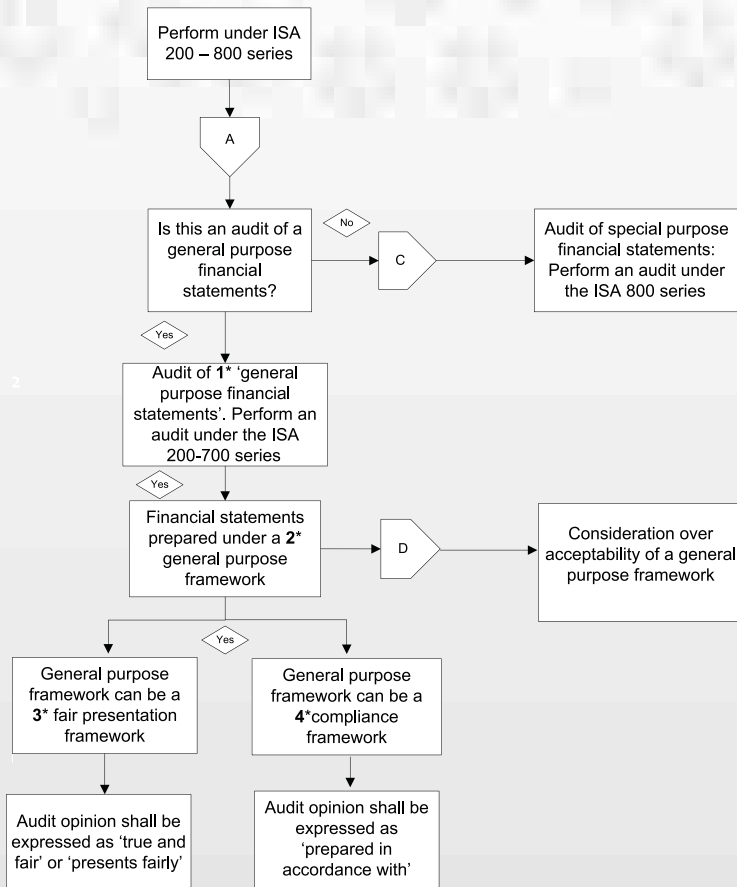 Perform under ISA
200 – 800 series
A
Is this an audit of a
general purpose
financial
statements?
No
C
Audit of special purpose
financial statements:
Perform an audit under
the ISA 800 series
Yes
2
Audit of 1* ‘general
purpose financial
statements’. Perform an
audit under the ISA
200-700 series
Yes
Financial statements
prepared under a 2*
general purpose
framework
D
Consideration over
acceptability of a general
purpose framework
Yes
General purpose
framework can be a
3* fair presentation
framework
General purpose
framework can be a
4*compliance
framework
Audit opinion shall be
expressed as ‘true and
fair’ or ‘presents fairly’
Audit opinion shall be
expressed as
‘prepared in
accordance with’